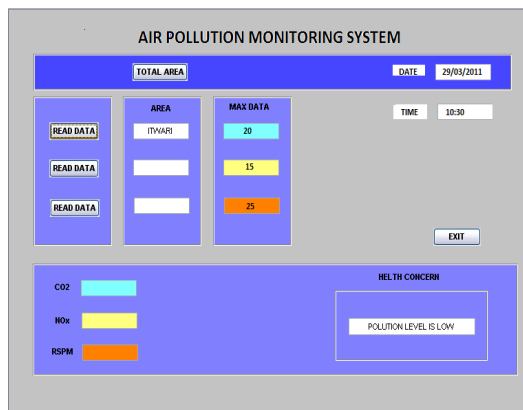 AIR POLLUTION MONITORING SYSTEM
TOTAL AREA DATE 29/03/2011
AREA MAX DATA TIME 10:30
READ DATA ITWARI 20
READ DATA 15
READ DATA 25
EXIT
HELTH CONCERN
CO2
NOx POLUTION LEVEL IS LOW
RSPM